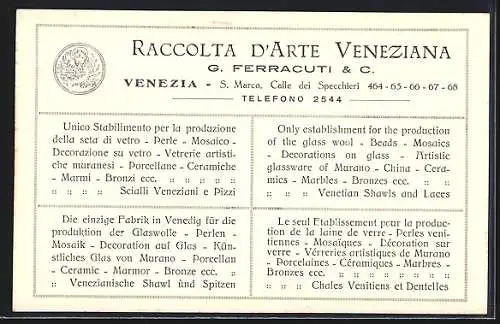 RACCOLTA D'ARTE VENEZIANA
G. FERRACUTI & C.
VENEZIA - S. Marco, Calle dei Specchieri 464-65-66-67-68
TELEFONO 2544
Unico Stabilimento per la produzione
della seta di vetro - Perle - Mosaico-
Decorazione su vetro - Vetrerie artisti-
che muranesi - Porcellane - Ceramiche
- Marmi - Bronzi ecc. :: :: :: :: ::
:: :: :: :: Scialli Veneziani e Pizzi
Only establishment for the production
of the glass wool - Beads - Mosaics
- Decorations on glass - Artistic
glassware of Murano - China - Cera-
mics - Marbles - Bronzes ecc. :: ::
:: :: :: :: Venetian Shawls and Laces
Die einzige Fabrik in Venedig für die
produktion der Glaswolle - Perlen-
Mosaik - Decoration auf Glas - Kün-
stliches Glas von Murano - Porcellan
- Ceramic - Marmor - Bronze ecc. ::
:: Venezianische Shawl ünd Spitzen
Le seul Etablissement pour la produc-
tion de la laine de verre - Perles veni-
tiennes - Mosaïques - Décoration sur
verre - Vérreries artistiques de Murano
- Porcelaines - Céramiques - Marbres-
Bronzes ecc. :: :: :: :: :: :: :: ::
:: :: :: Chales Venitiens et Dentelles